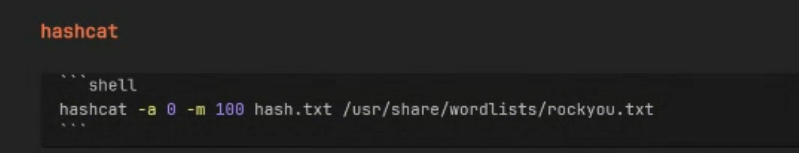 hashcat
```shell
hashcat -a 0 -m 100 hash.txt /usr/share/wordlists/rockyou.txt
```